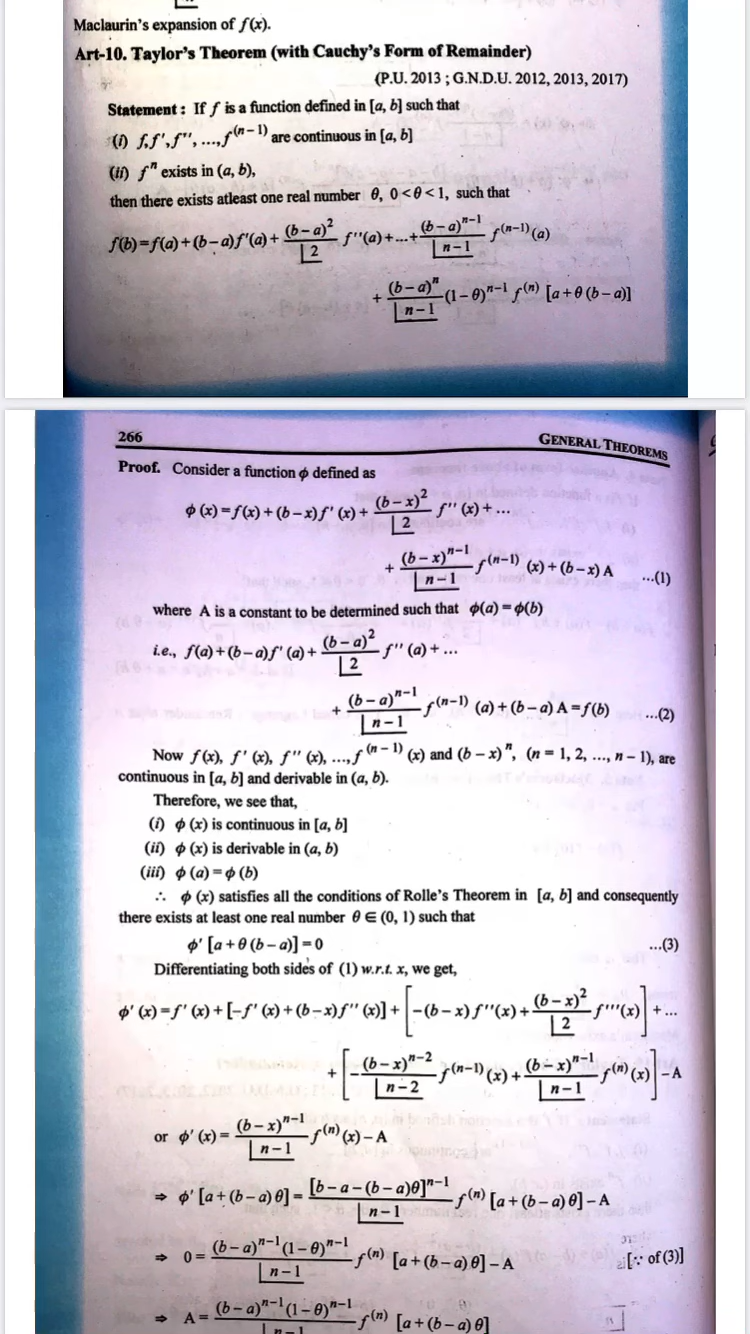 Maclaurin's expansion of f(x).
Art-10. Taylor's Theorem (with Cauchy's Form of Remainder)
(P.U. 2013 ; G.N.D.U. 2012, 2013, 2017)
Statement : If f is a function defined in [a, b] such that
(i) f, f', f'', ..., f^(n − 1) are continuous in [a, b]
(ii) f^n exists in (a, b),
then there exists atleast one real number θ, 0 < θ < 1, such that
f(b) = f(a) + (b − a) f'(a) + (b − a)^2 / ⌊2 f''(a) + ... + (b − a)^(n−1) / ⌊n−1 f^(n−1) (a)
+ (b − a)^n / ⌊n−1 (1 − θ)^(n−1) f^(n) [a + θ (b − a)]
266 GENERAL THEOREMS
Proof. Consider a function φ defined as
φ (x) = f(x) + (b − x) f' (x) + (b − x)^2 / ⌊2 f'' (x) + ...
+ (b − x)^(n−1) / ⌊n−1 f^(n−1) (x) + (b − x) A ...(1)
where A is a constant to be determined such that φ(a) = φ(b)
i.e., f(a) + (b − a) f' (a) + (b − a)^2 / ⌊2 f'' (a) + ...
+ (b − a)^(n−1) / ⌊n−1 f^(n−1) (a) + (b − a) A = f(b) ...(2)
Now f(x), f' (x), f'' (x), ..., f^(n − 1) (x) and (b − x)^n, (n = 1, 2, ..., n − 1), are
continuous in [a, b] and derivable in (a, b).
Therefore, we see that,
(i) φ (x) is continuous in [a, b]
(ii) φ (x) is derivable in (a, b)
(iii) φ (a) = φ (b)
∴ φ (x) satisfies all the conditions of Rolle's Theorem in [a, b] and consequently
there exists at least one real number θ ∈ (0, 1) such that
φ' [a + θ (b − a)] = 0 ...(3)
Differentiating both sides of (1) w.r.t. x, we get,
φ' (x) = f' (x) + [−f' (x) + (b − x) f'' (x)] + [−(b − x) f''(x) + (b − x)^2 / ⌊2 f'''(x)] + ...
+ [−(b − x)^(n−2) / ⌊n−2 f^(n−1) (x) + (b − x)^(n−1) / ⌊n−1 f^(n) (x)] − A
or φ' (x) = (b − x)^(n−1) / ⌊n−1 f^(n) (x) − A
⇒ φ' [a + (b − a) θ] = [b − a − (b − a)θ]^(n−1) / ⌊n−1 f^(n) [a + (b − a) θ] − A
⇒ 0 = (b − a)^(n−1) (1 − θ)^(n−1) / ⌊n−1 f^(n) [a + (b − a) θ] − A [∵ of (3)]
⇒ A = (b − a)^(n−1) (1 − θ)^(n−1) / ⌊n−1 f^(n) [a + (b − a) θ]